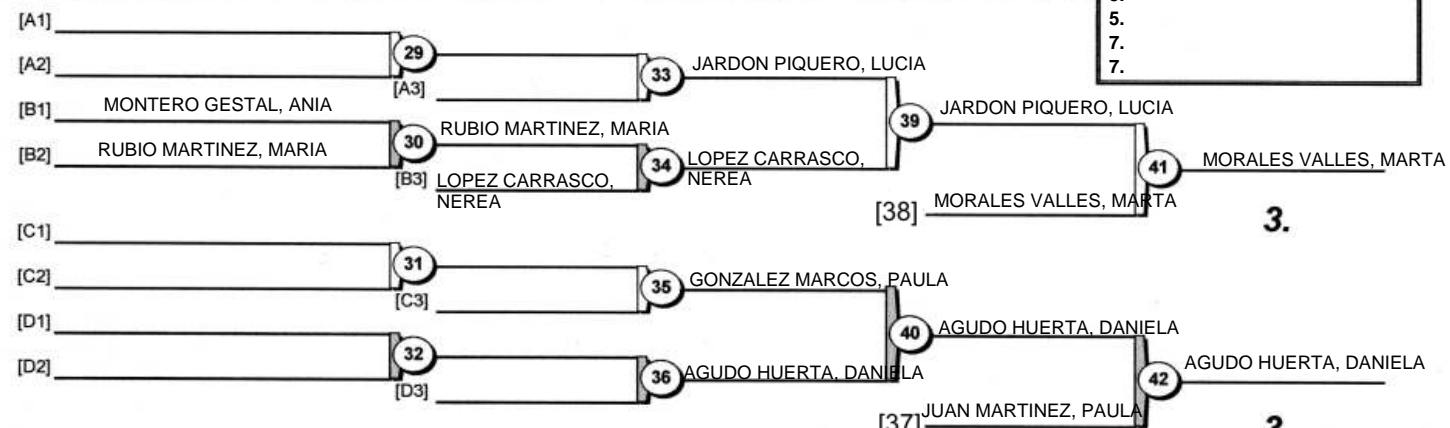 5.
7.
7.
[A1]
29
[A2]
[A3]
33
JARDON PIQUERO, LUCIA
[B1] MONTERO GESTAL, ANIA
39
JARDON PIQUERO, LUCIA
30
RUBIO MARTINEZ, MARIA
[B2] RUBIO MARTINEZ, MARIA
34
LOPEZ CARRASCO,
NEREA
41
MORALES VALLES, MARTA
[B3] LOPEZ CARRASCO,
NEREA
[38] MORALES VALLES, MARTA
3.
[C1]
31
[C2]
[C3]
35
GONZALEZ MARCOS, PAULA
[D1]
40
AGUDO HUERTA, DANIELA
32
[D2]
36
AGUDO HUERTA, DANIELA
42
AGUDO HUERTA, DANIELA
[D3]
[37] JUAN MARTINEZ, PAULA